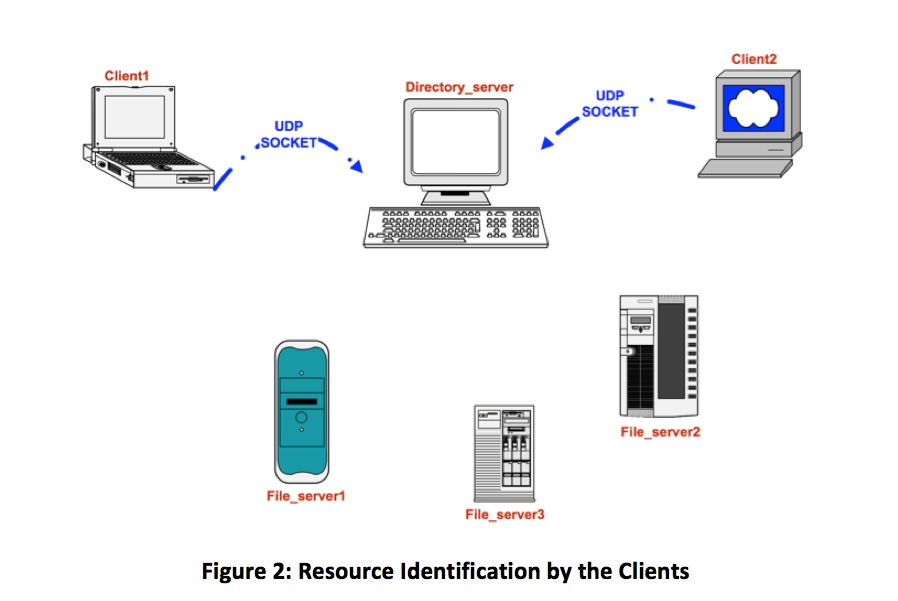 Client1
Client2
Directory_server
UDP
SOCKET
UDP
SOCKET
File_server1
File_server2
File_server3
Figure 2: Resource Identification by the Clients